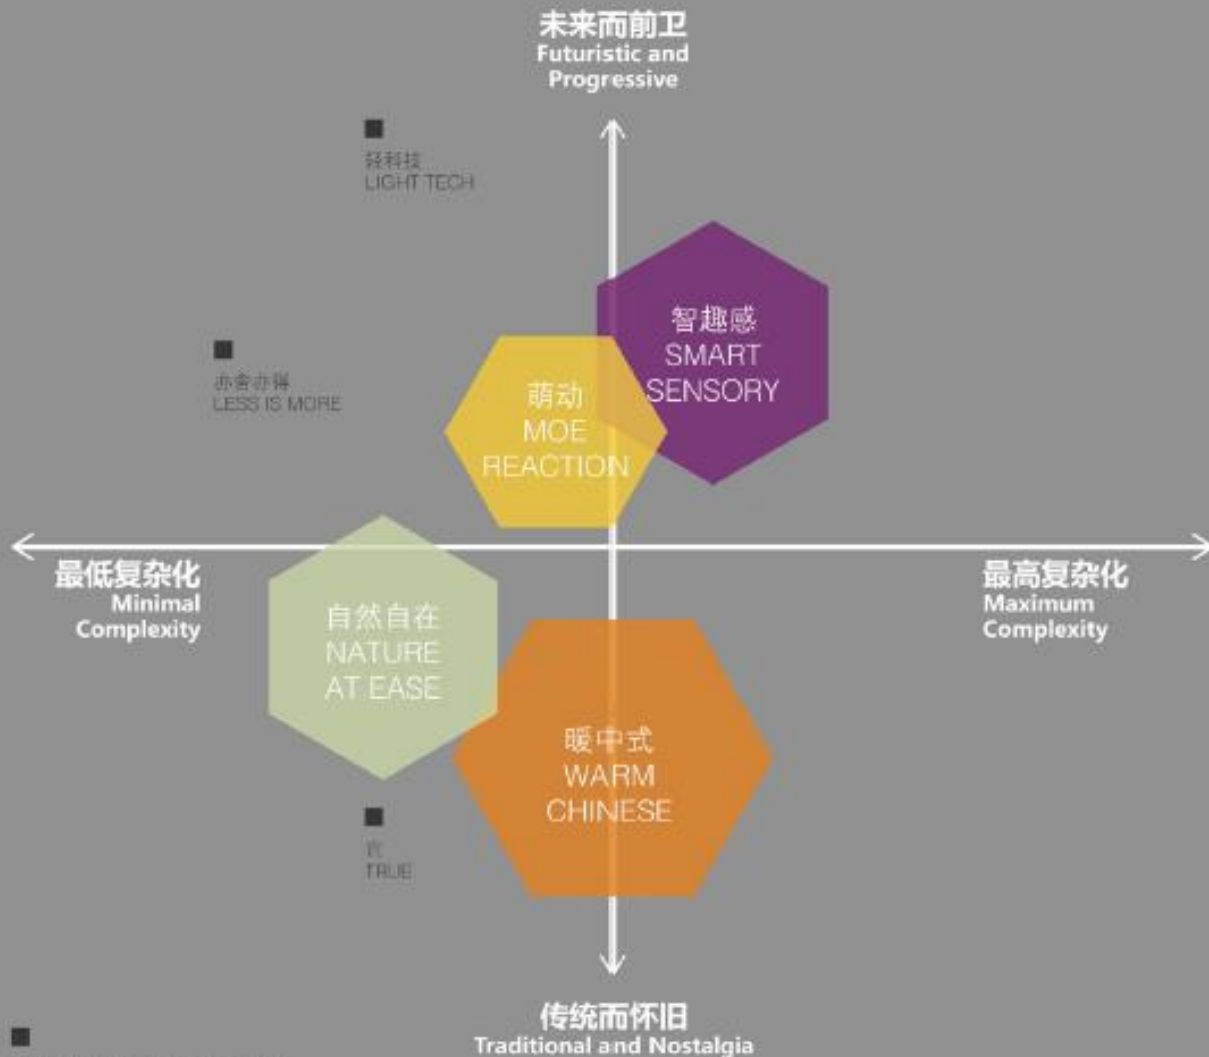 未来而前卫
Futuristic and
Progressive
轻科技
LIGHT TECH
智趣感
SMART
SENSORY
亦舍亦得
LESS IS MORE
萌动
MOE
REACTION
最低复杂化
Minimal
Complexity
最高复杂化
Maximum
Complexity
自然自在
NATURE
AT EASE
暖中式
WARM
CHINESE
TRUE
传统而怀旧
Traditional and Nostalgia